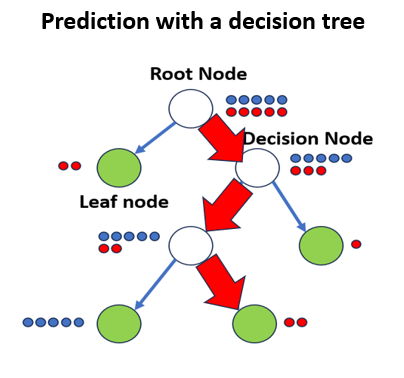 Prediction with a decision tree
Root Node
Decision Node
Leaf node